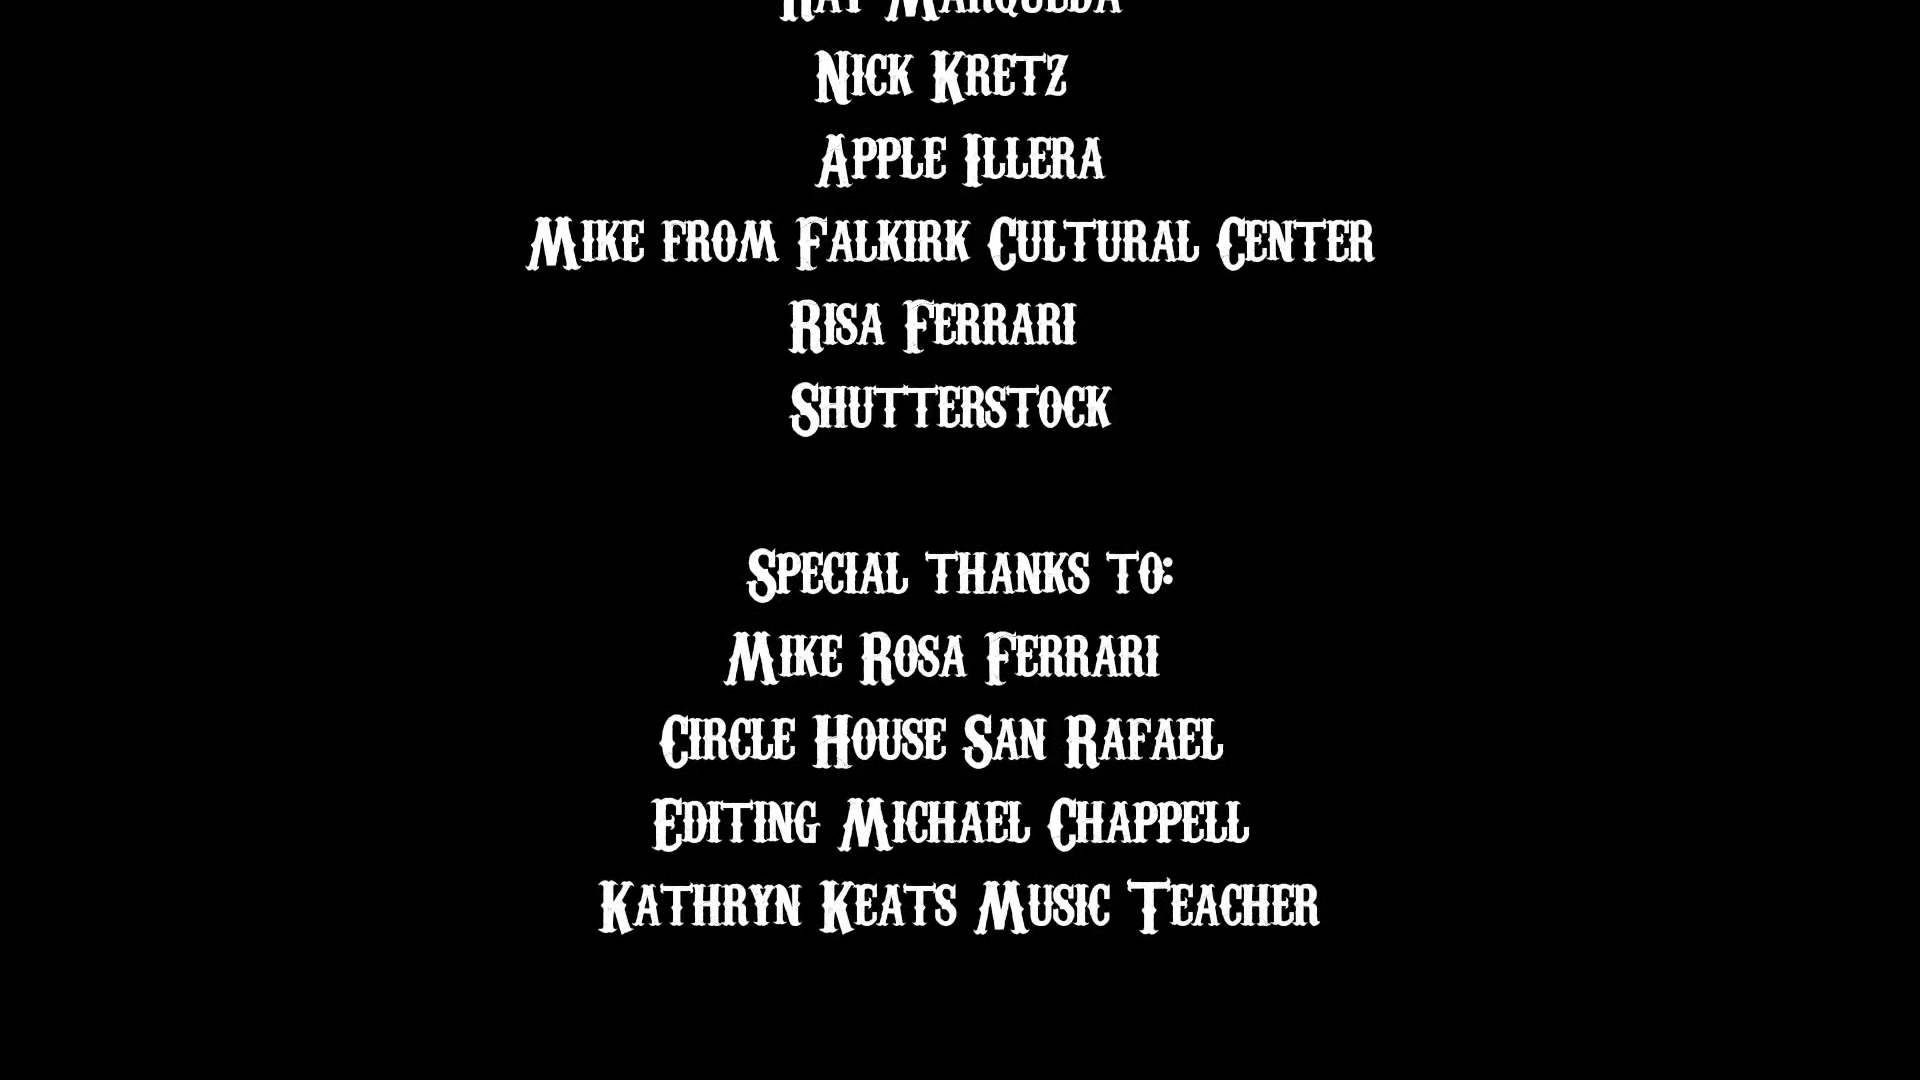 Nick Kretz
Apple Illera
Mike from Falkirk Cultural Center
Risa Ferrari
Shutterstock
Special thanks to:
Mike Rosa Ferrari
Circle House San Rafael
Editing Michael Chappell
Kathryn Keats Music Teacher